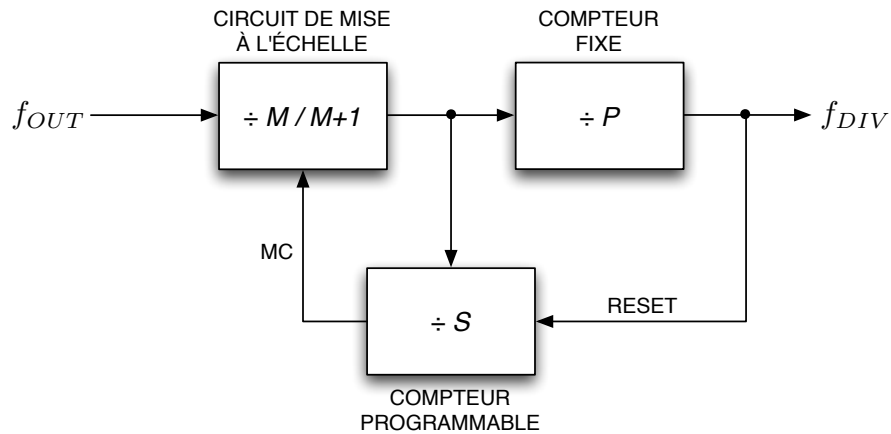 CIRCUIT DE MISE
À L'ÉCHELLE
COMPTEUR
FIXE
f_OUT
÷ M / M+1
÷ P
f_DIV
MC
÷ S
RESET
COMPTEUR
PROGRAMMABLE